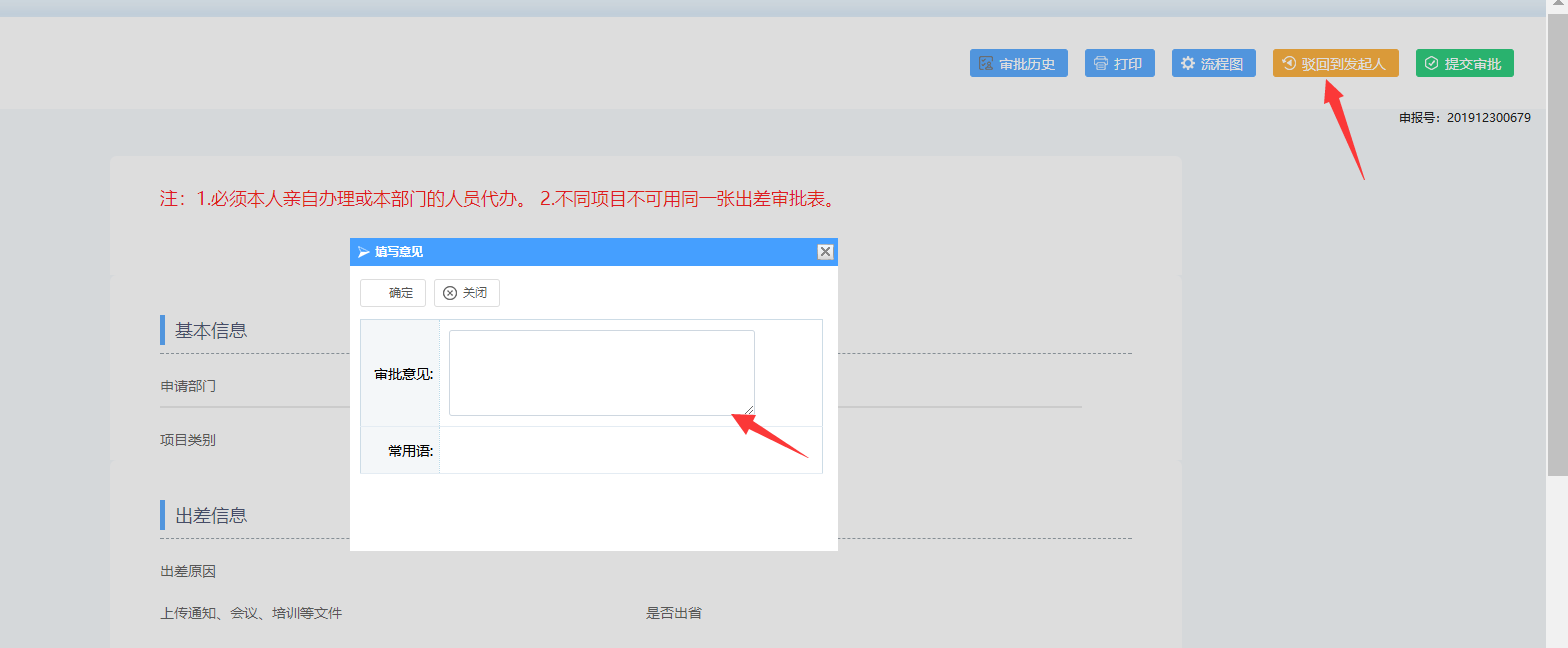 审批历史 打印 流程图 驳回到发起人 提交审批
申报号：201912300679
注：1.必须本人亲自办理或本部门的人员代办。 2.不同项目不可用同一张出差审批表。
填写意见
确定 关闭
审批意见:
常用语:
基本信息
申请部门
项目类别
出差信息
出差原因
上传通知、会议、培训等文件 是否出省